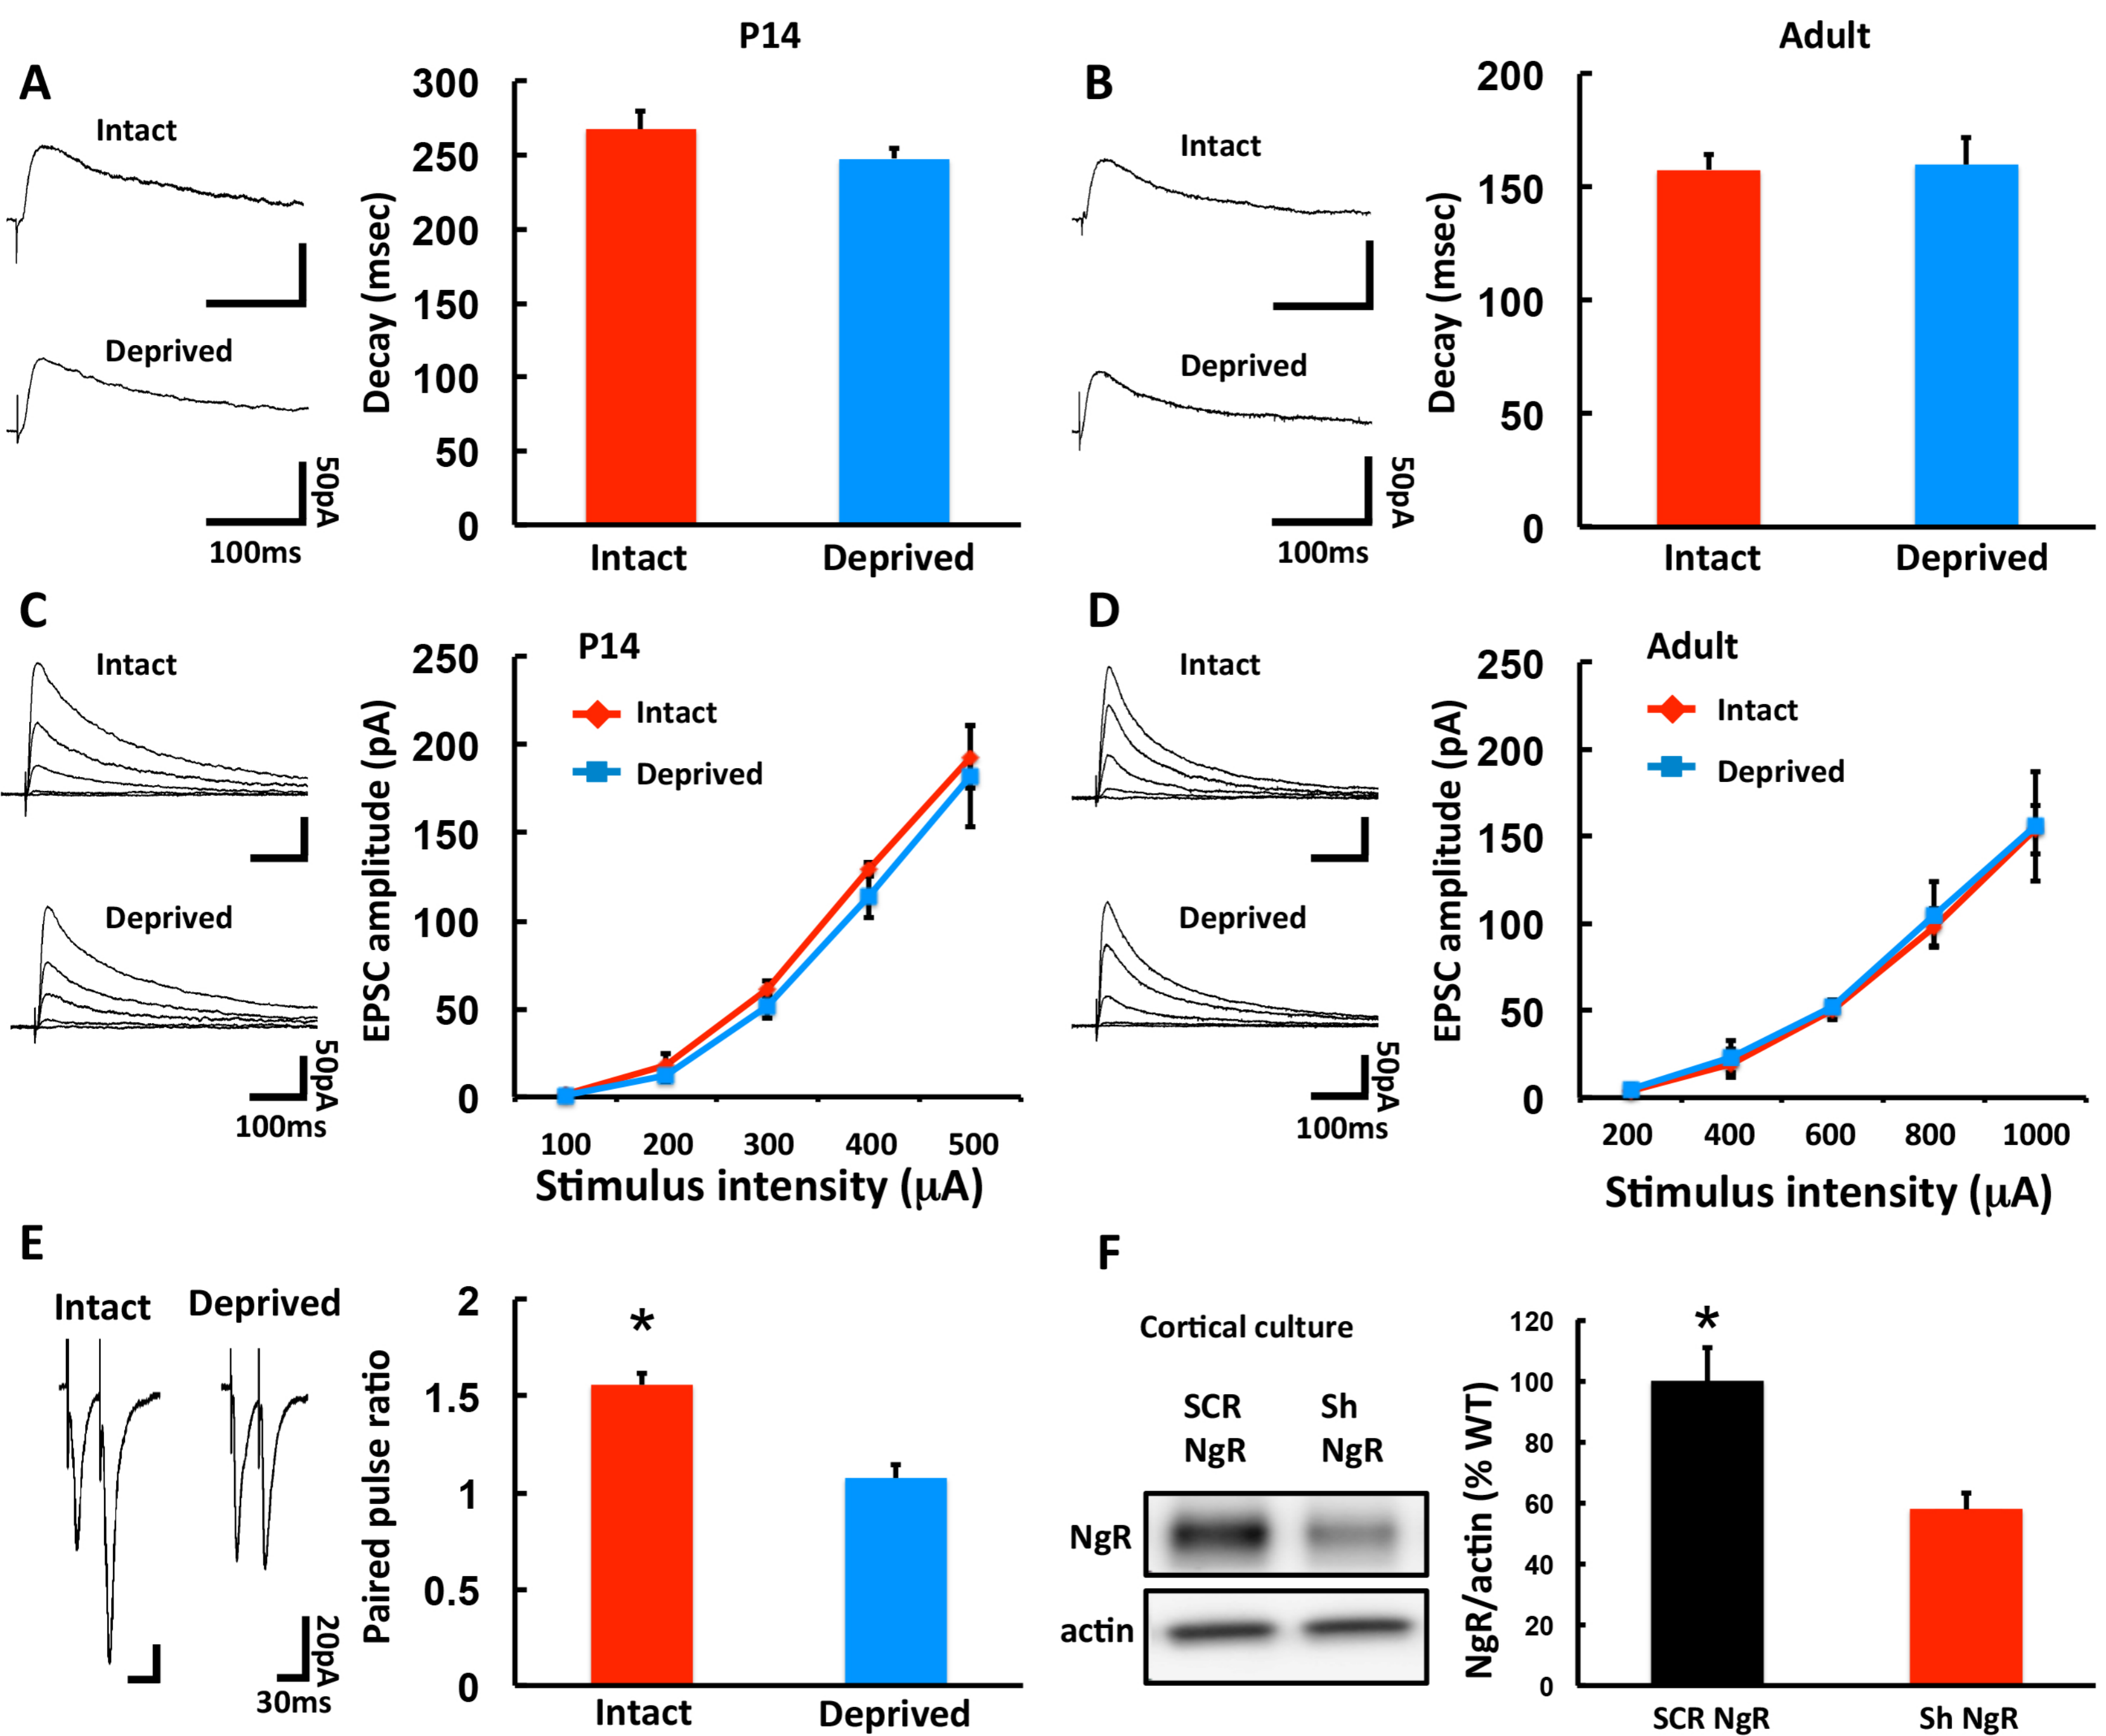 P14
A
Intact
Deprived
50pA
100ms
Decay (msec)
300
250
200
150
100
50
0
Intact
Deprived
Adult
B
Intact
Deprived
50pA
100ms
Decay (msec)
200
150
100
50
0
Intact
Deprived
C
Intact
Deprived
50pA
100ms
P14
Intact
Deprived
EPSC amplitude (pA)
250
200
150
100
50
0
100 200 300 400 500
Stimulus intensity (μA)
D
Intact
Deprived
50pA
100ms
Adult
Intact
Deprived
EPSC amplitude (pA)
250
200
150
100
50
0
200 400 600 800 1000
Stimulus intensity (μA)
E
Intact Deprived
20pA
30ms
Paired pulse ratio
2
1.5
1
0.5
0
*
Intact
Deprived
F
Cortical culture
SCR Sh
NgR NgR
NgR
actin
NgR/actin (% WT)
120
100
80
60
40
20
0
*
SCR NgR
Sh NgR